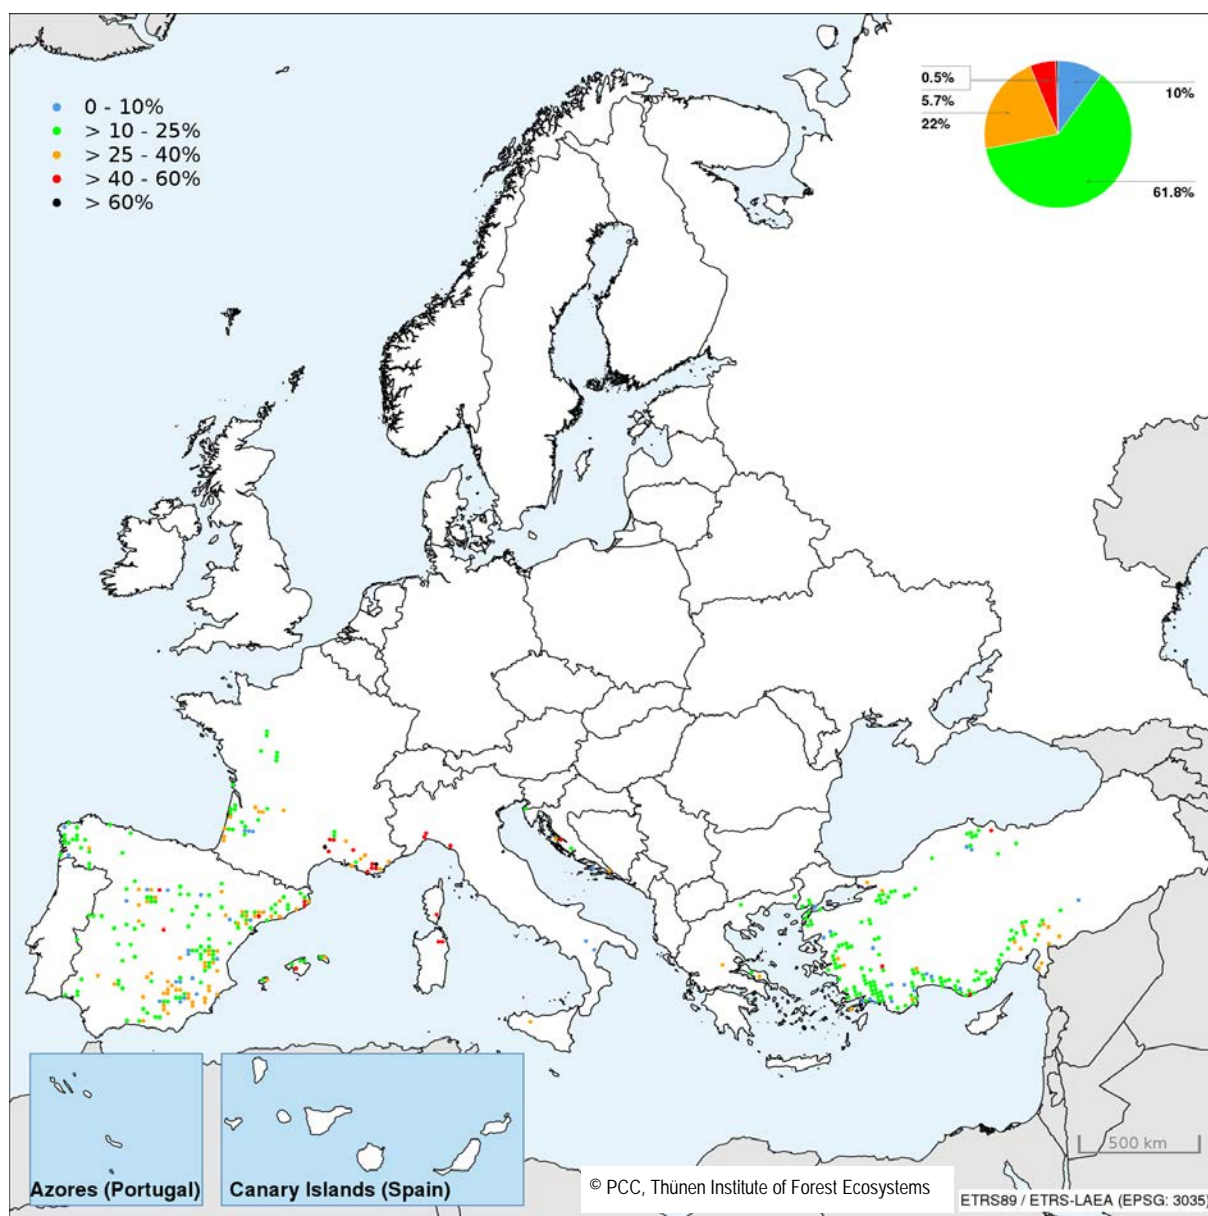 0 - 10%
> 10 - 25%
> 25 - 40%
> 40 - 60%
> 60%
0.5%
5.7%
22%
10%
61.8%
500 km
Azores (Portugal)
Canary Islands (Spain)
© PCC, Thünen Institute of Forest Ecosystems
ETRS89 / ETRS-LAEA (EPSG: 3035)